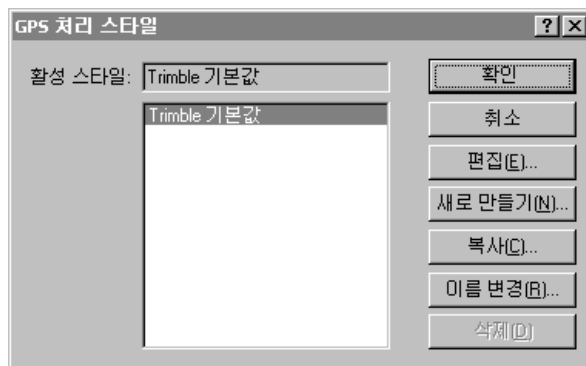 GPS 처리 스타일
활성 스타일: Trimble 기본값
Trimble 기본값
확인
취소
편집(E)...
새로 만들기(N)...
복사(C)...
이름 변경(R)...
삭제(D)